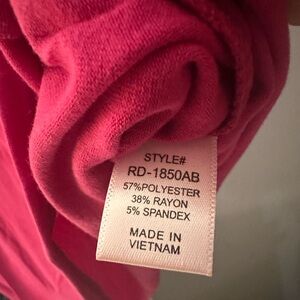 STYLE#
RD-1850AB
57%POLYESTER
38% RAYON
5% SPANDEX
MADE IN
VIETNAM